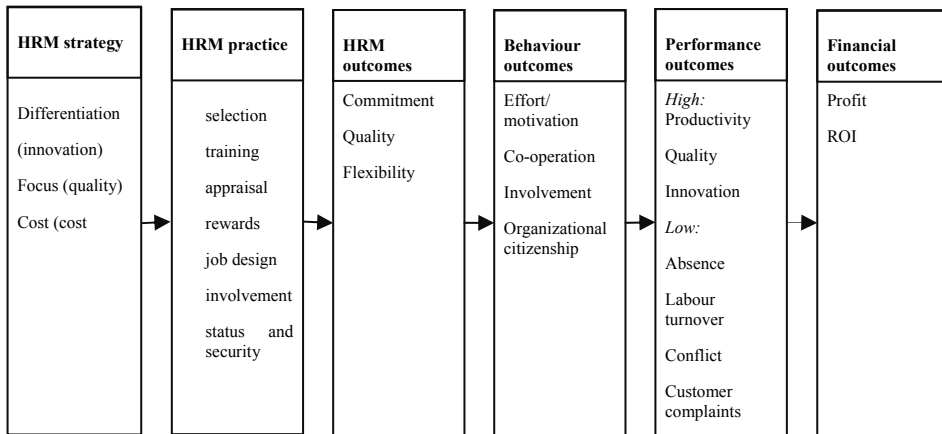 HRM strategy
Differentiation
(innovation)
Focus (quality)
Cost (cost
HRM practice
selection
training
appraisal
rewards
job design
involvement
status and
security
HRM
outcomes
Commitment
Quality
Flexibility
Behaviour
outcomes
Effort/
motivation
Co-operation
Involvement
Organizational
citizenship
Performance
outcomes
High:
Productivity
Quality
Innovation
Low:
Absence
Labour
turnover
Conflict
Customer
complaints
Financial
outcomes
Profit
ROI